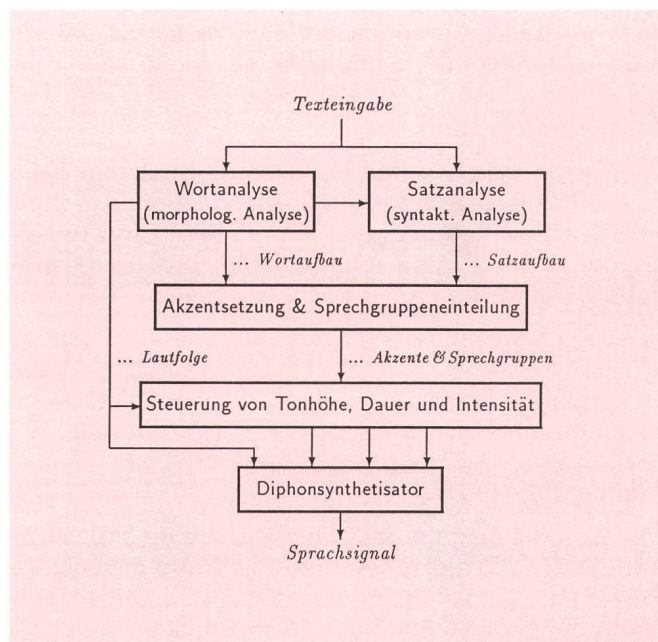 Texteingabe
Wortanalyse
(morpholog. Analyse)
Satzanalyse
(syntakt. Analyse)
... Wortaufbau
... Satzaufbau
Akzentsetzung & Sprechgruppeneinteilung
... Lautfolge
... Akzente & Sprechgruppen
Steuerung von Tonhöhe, Dauer und Intensität
Diphonsynthetisator
Sprachsignal